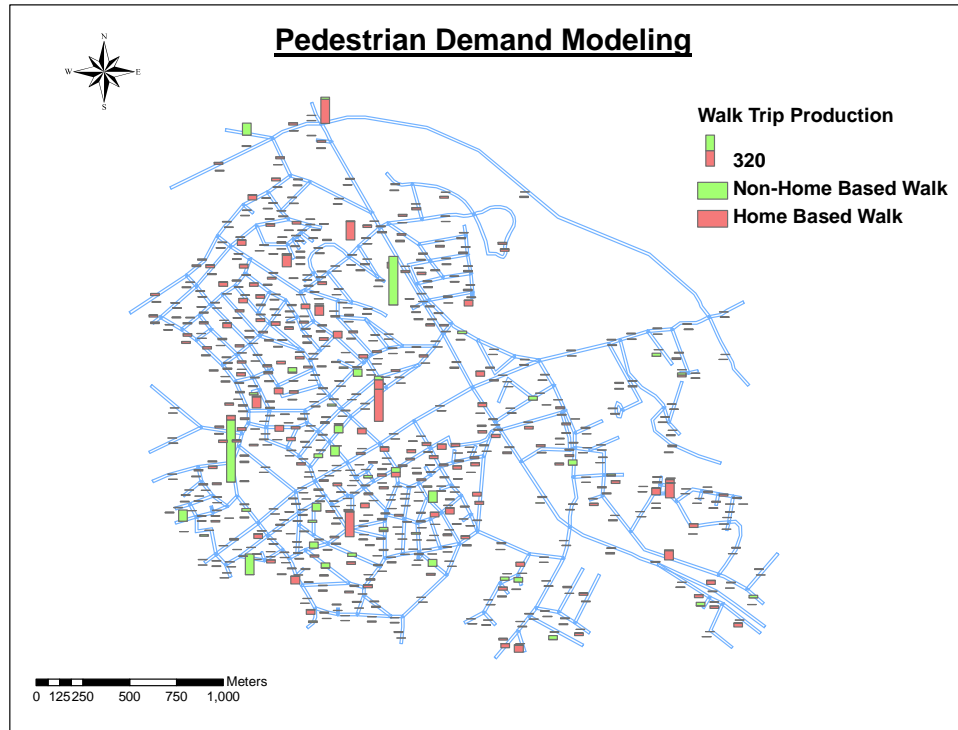 Pedestrian Demand Modeling
N
W E
S
Walk Trip Production
320
Non-Home Based Walk
Home Based Walk
Meters
0 125 250 500 750 1,000